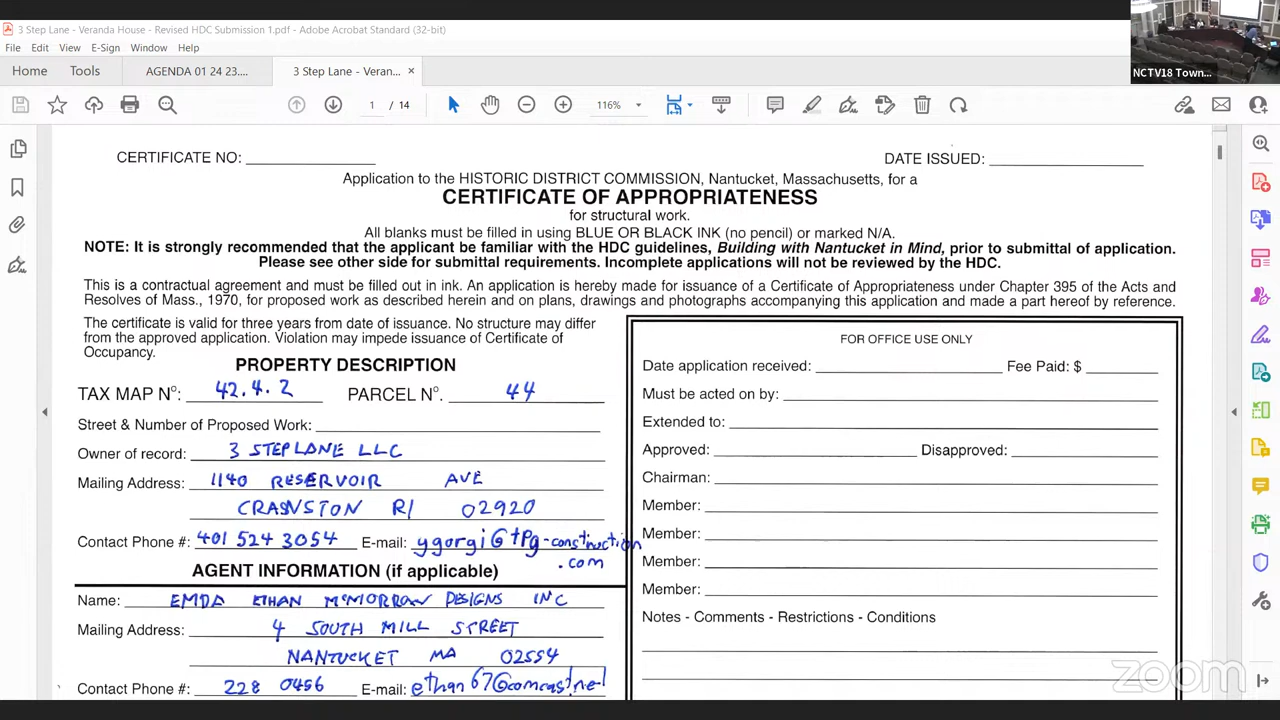 3 Step Lane - Veranda House - Revised HDC Submission 1.pdf - Adobe Acrobat Standard (32-bit)
File Edit View E-Sign Window Help
Home Tools AGENDA 01 24 23.... 3 Step Lane - Veran... ×
1 / 14 116%
NCTV18 Town...
CERTIFICATE NO: DATE ISSUED:
Application to the HISTORIC DISTRICT COMMISSION, Nantucket, Massachusetts, for a
CERTIFICATE OF APPROPRIATENESS
for structural work.
All blanks must be filled in using BLUE OR BLACK INK (no pencil) or marked N/A.
NOTE: It is strongly recommended that the applicant be familiar with the HDC guidelines, Building with Nantucket in Mind, prior to submittal of application.
Please see other side for submittal requirments. Incomplete applications will not be reviewed by the HDC.
This is a contractual agreement and must be filled out in ink. An application is hereby made for issuance of a Certificate of Appropriateness under Chapter 395 of the Acts and
Resolves of Mass., 1970, for proposed work as described herein and on plans, drawings and photographs accompanying this application and made a part hereof by reference.
The certificate is valid for three years from date of issuance. No structure may differ
from the approved application. Violation may impede issuance of Certificate of
Occupancy.
PROPERTY DESCRIPTION
TAX MAP Nº: 42.4.2 PARCEL Nº. 44
Street & Number of Proposed Work:
Owner of record: 3 STEP LANE LLC
Mailing Address: 1140 RESERVOIR AVE
CRANSTON RI 02920
Contact Phone #: 401 524 3054 E-mail: ygorgi@tpg-construction
.com
AGENT INFORMATION (if applicable)
Name: EMDA ETHAN McMORROW DESIGNS INC
Mailing Address: 4 SOUTH MILL STREET
NANTUCKET MA 02554
Contact Phone #: 228 0456 E-mail: ethan67@comcast.net
FOR OFFICE USE ONLY
Date application received: Fee Paid: $
Must be acted on by:
Extended to:
Approved: Disapproved:
Chairman:
Member:
Member:
Member:
Member:
Notes - Comments - Restrictions - Conditions
zoom